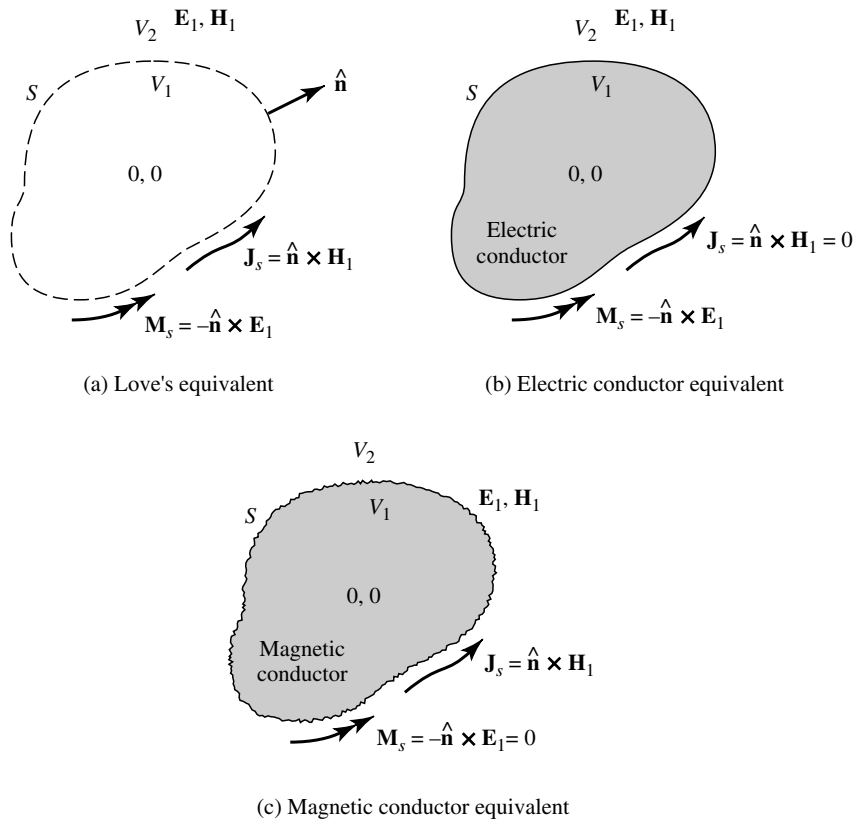 V₂ E₁, H₁
S
V₁
n̂
0, 0
Jₛ = n̂ × H₁
Mₛ = –n̂ × E₁
(a) Love's equivalent
V₂ E₁, H₁
S
V₁
0, 0
Electric
conductor
Jₛ = n̂ × H₁ = 0
Mₛ = –n̂ × E₁
(b) Electric conductor equivalent
V₂
S
V₁
E₁, H₁
0, 0
Magnetic
conductor
Jₛ = n̂ × H₁
Mₛ = –n̂ × E₁= 0
(c) Magnetic conductor equivalent